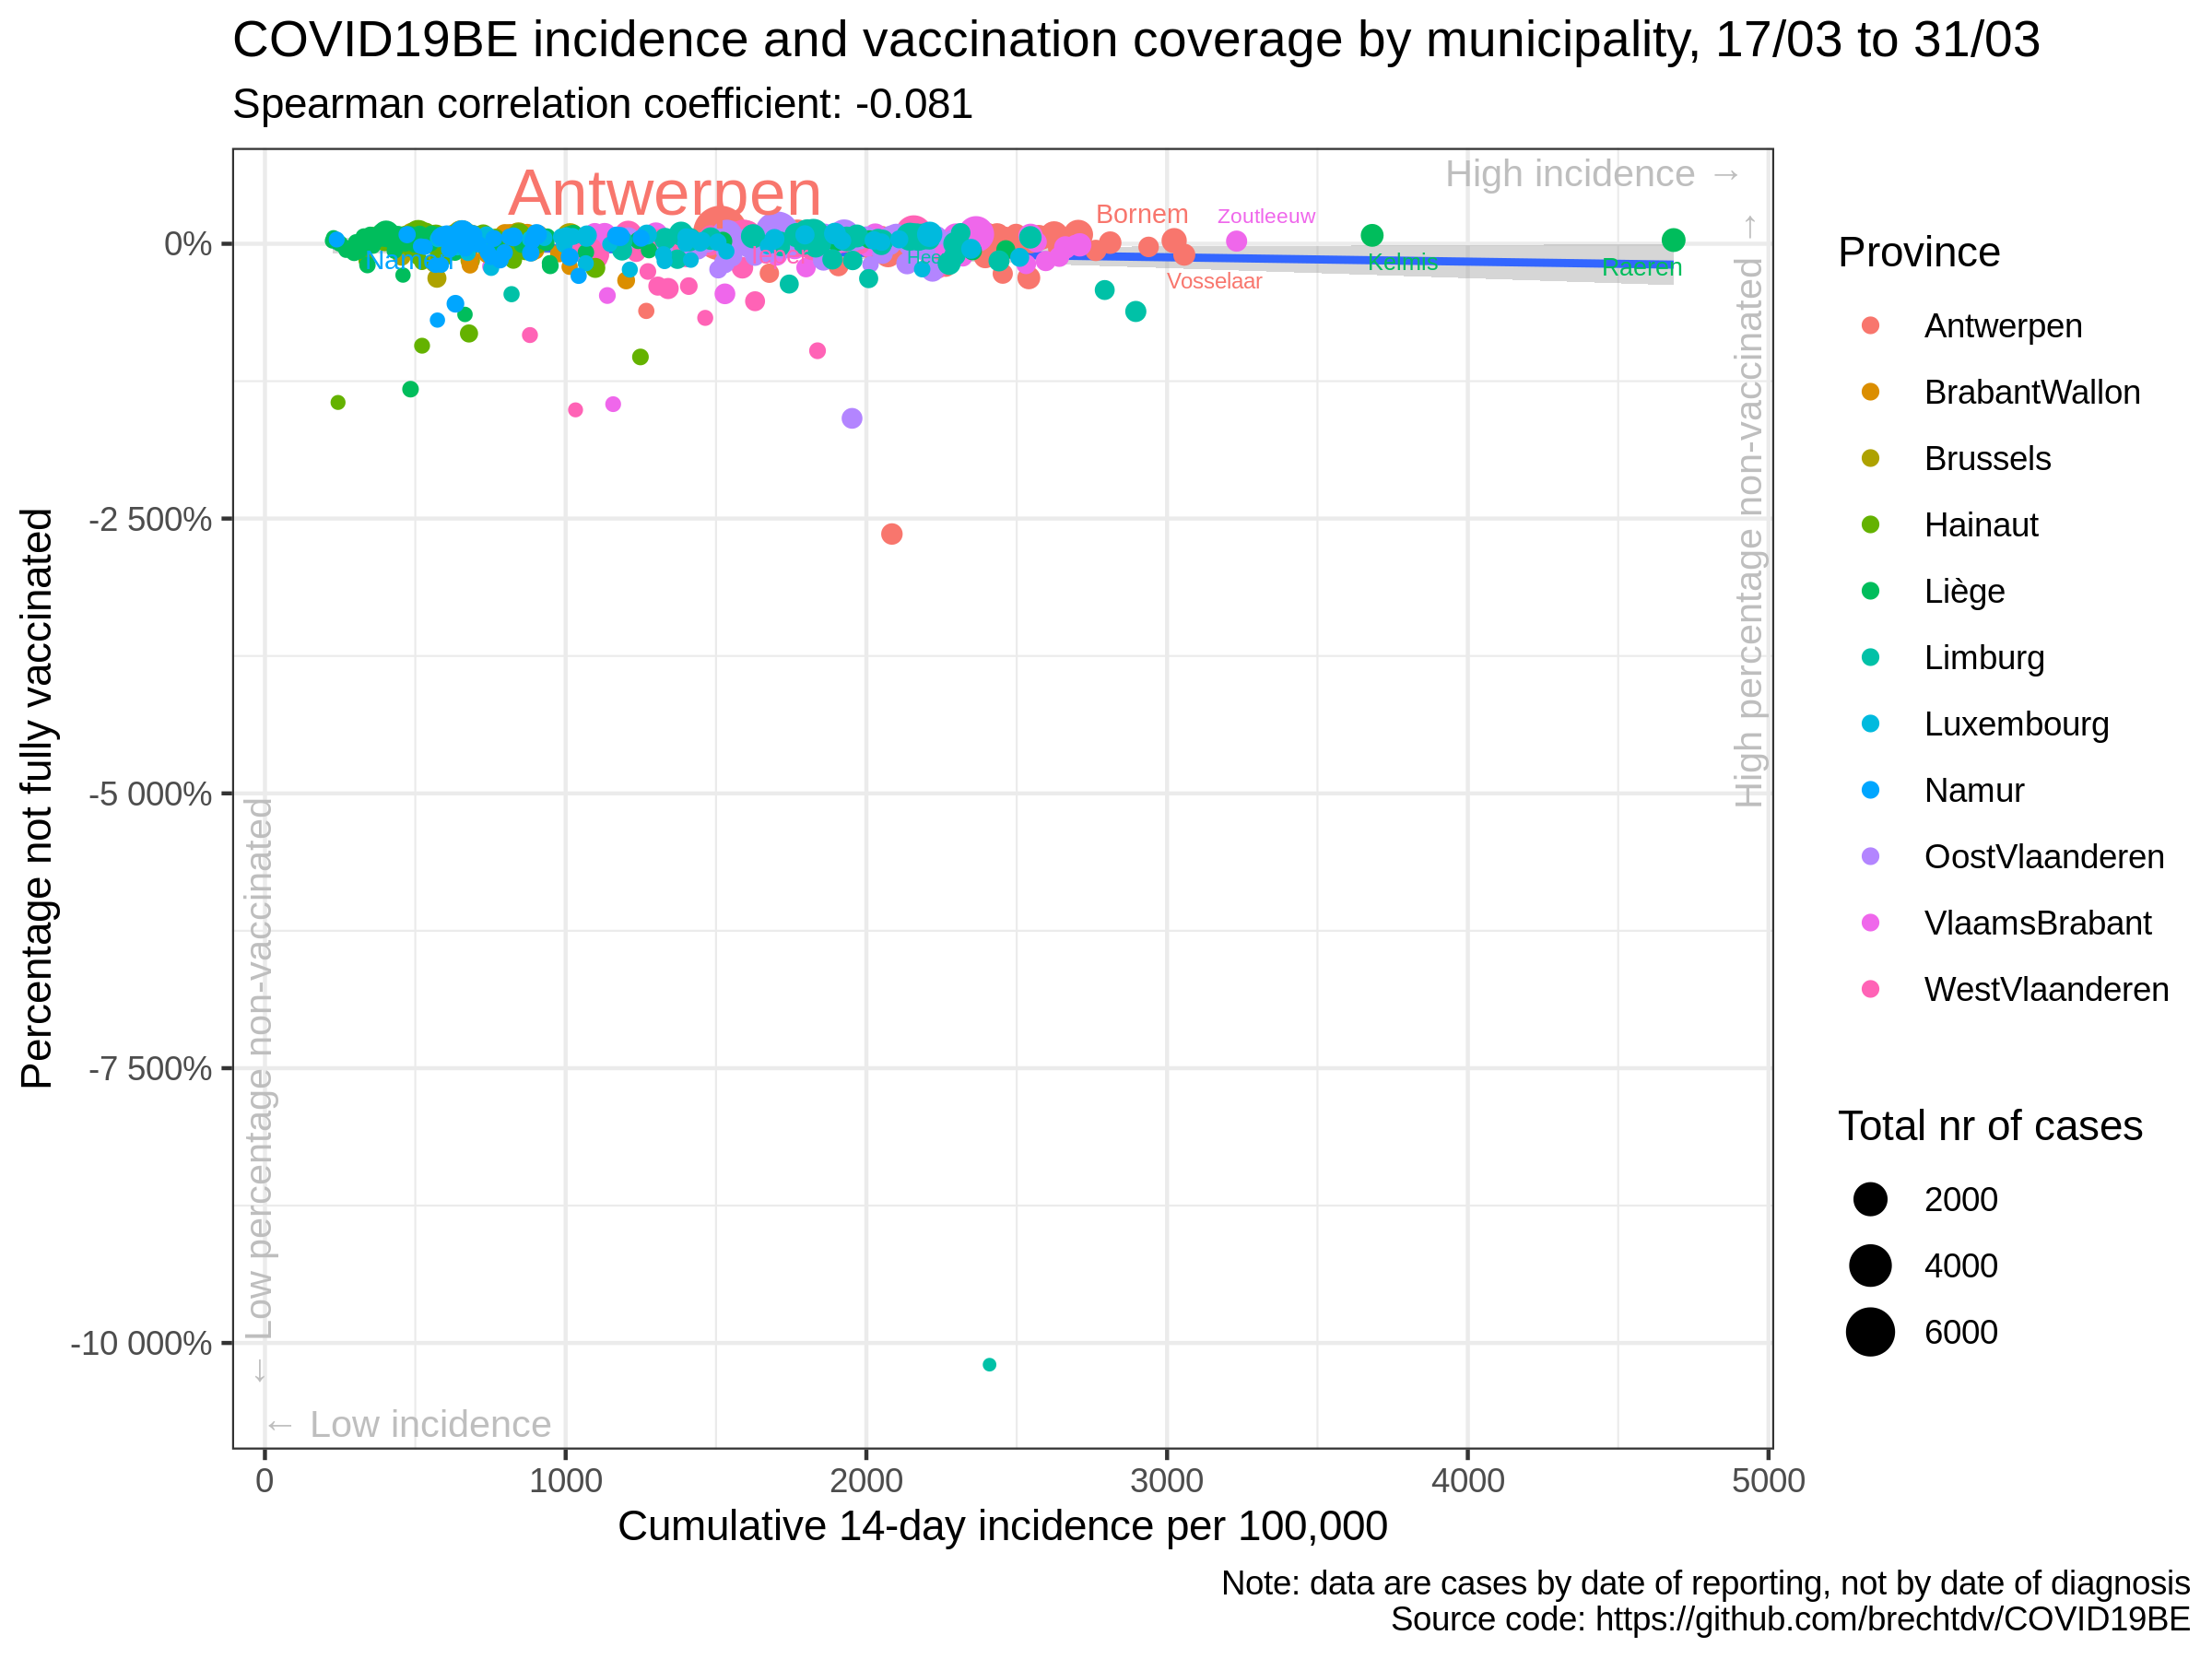 COVID19BE incidence and vaccination coverage by municipality, 17/03 to 31/03
Spearman correlation coefficient: -0.081
High incidence →
Antwerpen
Bornem
Zoutleeuw
Kelmis
Raeren
Vosselaar
Namen
High percentage non-vaccinated →
← Low percentage non-vaccinated
← Low incidence
0%
-2 500%
-5 000%
-7 500%
-10 000%
Percentage not fully vaccinated
0
1000
2000
3000
4000
5000
Cumulative 14-day incidence per 100,000
Province
Antwerpen
BrabantWallon
Brussels
Hainaut
Liège
Limburg
Luxembourg
Namur
OostVlaanderen
VlaamsBrabant
WestVlaanderen
Total nr of cases
2000
4000
6000
Note: data are cases by date of reporting, not by date of diagnosis
Source code: https://github.com/brechtdv/COVID19BE